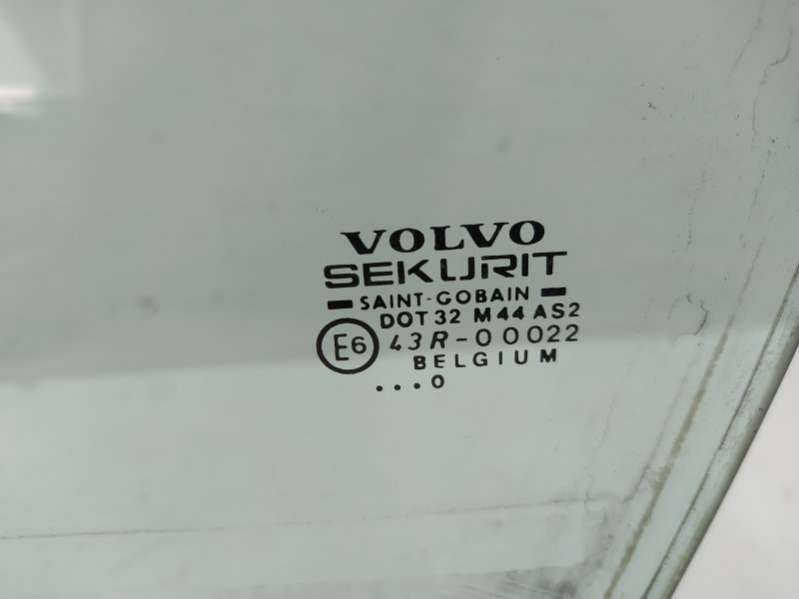 VOLVO
SEKURIT
SAINT-GOBAIN
DOT 32 M44 AS2
E6 43R-00022
BELGIUM
...0